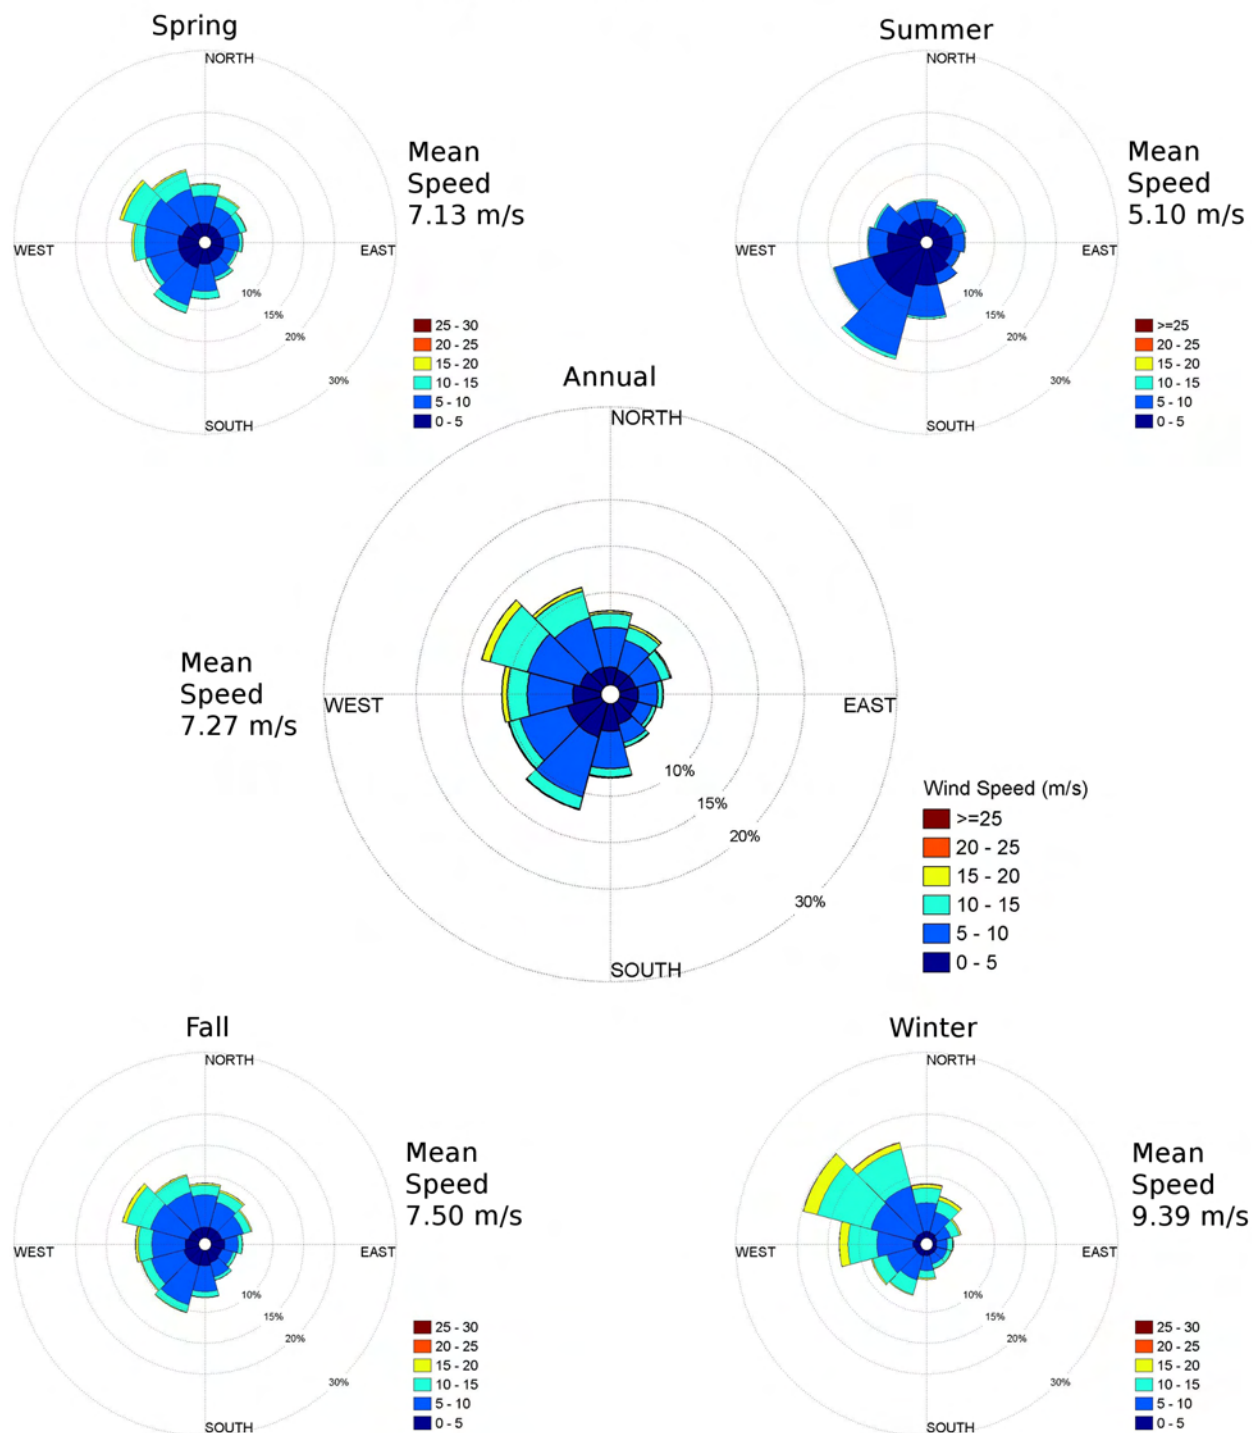 Spring
NORTH
Mean
Speed
7.13 m/s
WEST
EAST
10%
15%
20%
30%
SOUTH
25 - 30
20 - 25
15 - 20
10 - 15
5 - 10
0 - 5
Summer
NORTH
Mean
Speed
5.10 m/s
WEST
EAST
10%
15%
20%
30%
SOUTH
>=25
20 - 25
15 - 20
10 - 15
5 - 10
0 - 5
Annual
NORTH
Mean
Speed
7.27 m/s
WEST
EAST
10%
15%
20%
30%
SOUTH
Wind Speed (m/s)
>=25
20 - 25
15 - 20
10 - 15
5 - 10
0 - 5
Fall
NORTH
Mean
Speed
7.50 m/s
WEST
EAST
10%
15%
20%
30%
SOUTH
25 - 30
20 - 25
15 - 20
10 - 15
5 - 10
0 - 5
Winter
NORTH
Mean
Speed
9.39 m/s
WEST
EAST
10%
15%
20%
30%
SOUTH
25 - 30
20 - 25
15 - 20
10 - 15
5 - 10
0 - 5